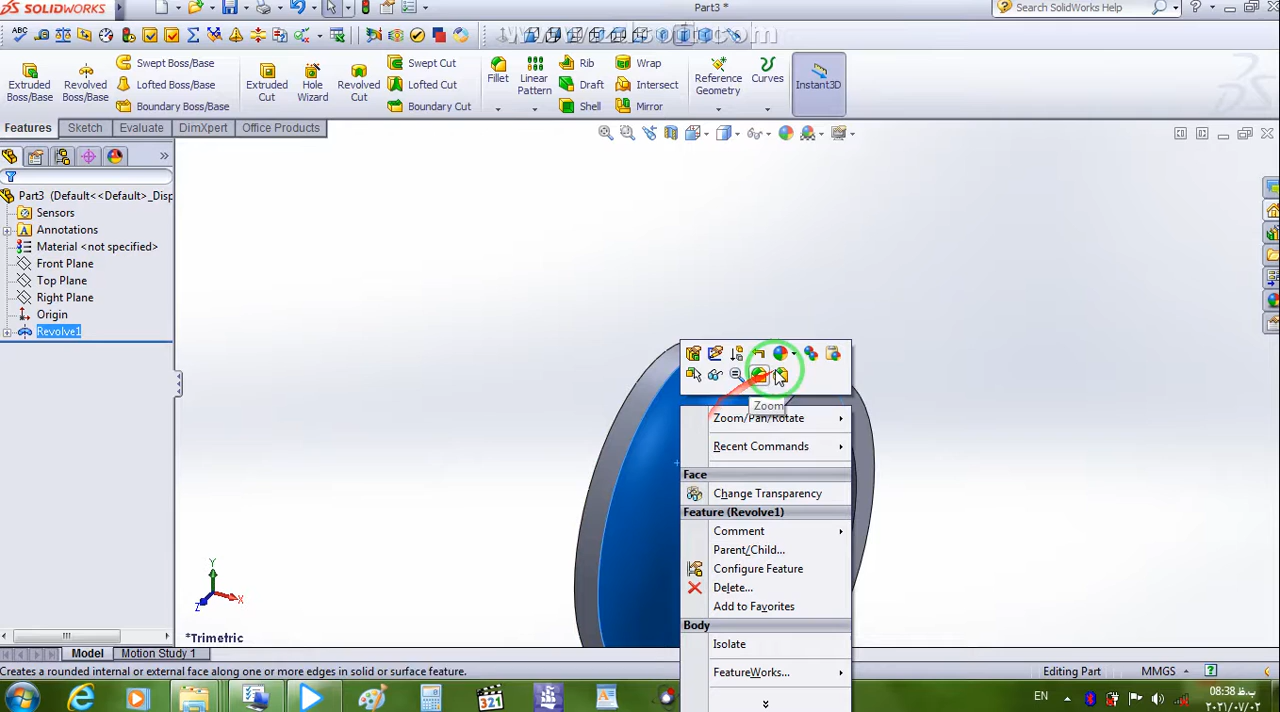 SOLIDWORKS
Part3 *
Search SolidWorks Help
Extruded Boss/Base
Revolved Boss/Base
Swept Boss/Base
Lofted Boss/Base
Boundary Boss/Base
Extruded Cut
Hole Wizard
Revolved Cut
Swept Cut
Lofted Cut
Boundary Cut
Fillet
Linear Pattern
Rib
Draft
Shell
Wrap
Intersect
Mirror
Reference Geometry
Curves
Instant3D
Features
Sketch
Evaluate
DimXpert
Office Products
Part3 (Default<<Default>_Disp
Sensors
Annotations
Material <not specified>
Front Plane
Top Plane
Right Plane
Origin
Revolve1
Zoom
Zoom/Pan/Rotate
Recent Commands
Face
Change Transparency
Feature (Revolve1)
Comment
Parent/Child...
Configure Feature
Delete...
Add to Favorites
Body
Isolate
FeatureWorks...
Y
X
Z
*Trimetric
Model
Motion Study 1
Creates a rounded internal or external face along one or more edges in solid or surface feature.
Editing Part
MMGS
EN
08:38 ب.ظ
۲۰۲۱/۰۷/۰۲